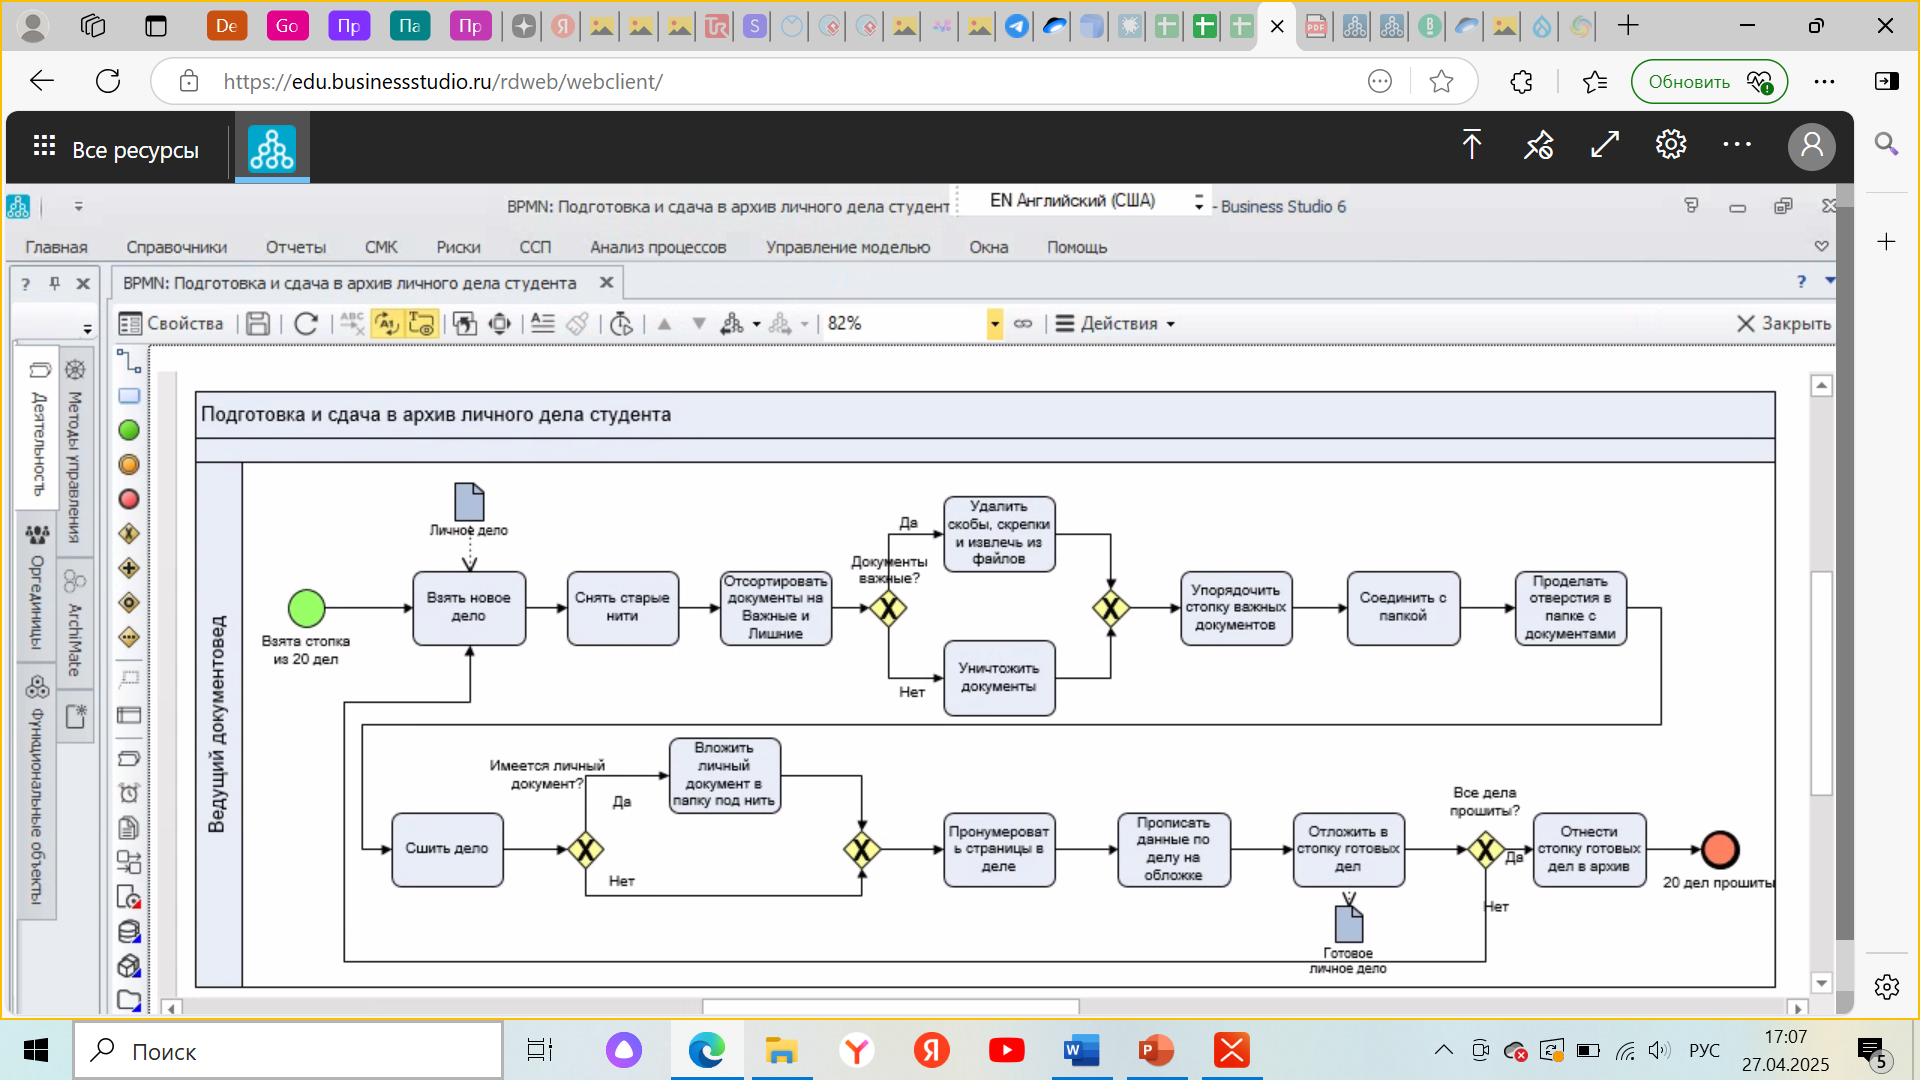 De
Go
Пр
Па
Пр
https://edu.businessstudio.ru/rdweb/webclient/
Обновить
Все ресурсы
BPMN: Подготовка и сдача в архив личного дела студент
EN Английский (США)
- Business Studio 6
Главная
Справочники
Отчеты
СМК
Риски
ССП
Анализ процессов
Управление моделью
Окна
Помощь
BPMN: Подготовка и сдача в архив личного дела студента
Свойства
82%
Действия
Закрыть
Деятельность
Методы управления
Оргединицы
ArchiMate
Функциональные объекты
Подготовка и сдача в архив личного дела студента
Ведущий документовед
Взята стопка
из 20 дел
Личное дело
Взять новое
дело
Снять старые
нити
Отсортировать
документы на
Важные и
Лишние
Документы
важные?
Да
Нет
Удалить
скобы, скрепки
и извлечь из
файлов
Уничтожить
документы
Упорядочить
стопку важных
документов
Соединить с
папкой
Проделать
отверстия в
папке с
документами
Сшить дело
Имеется личный
документ?
Да
Нет
Вложить
личный
документ в
папку под нить
Пронумероват
ь страницы в
деле
Прописать
данные по
делу на
обложке
Отложить в
стопку готовых
дел
Готовое
личное дело
Все дела
прошиты?
Да
Нет
Отнести
стопку готовых
дел в архив
20 дел прошиты
Поиск
РУС
17:07
27.04.2025
5